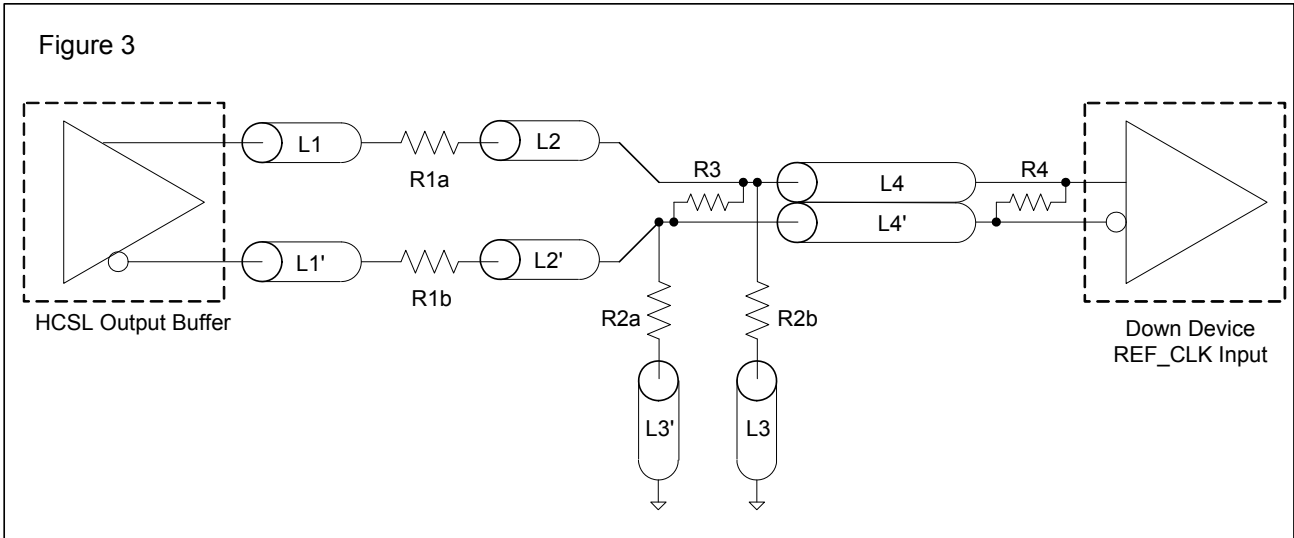 Figure 3
L1
R1a
L2
R3
L4
R4
L4'
L1'
R1b
L2'
HCSL Output Buffer
R2a
R2b
Down Device
REF_CLK Input
L3'
L3